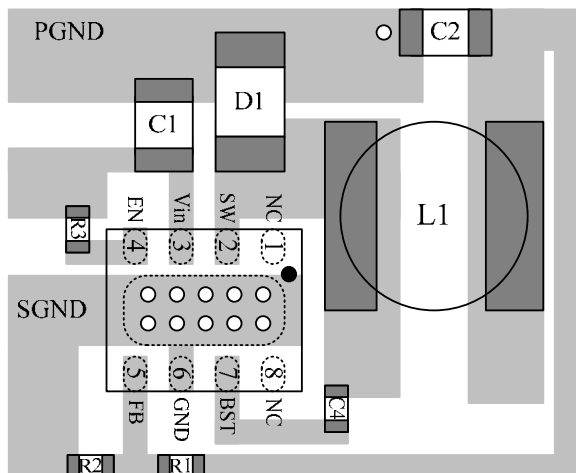 PGND
C2
D1
C1
L1
R3
EN
Vin
SW
NC
4
3
2
1
SGND
5
6
7
8
FB
GND
BST
NC
C4
R2
R1